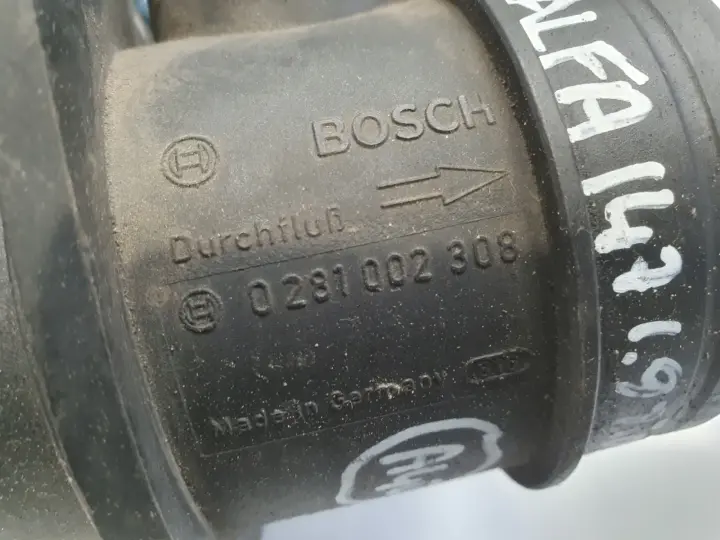 BOSCH
Durchfluß
0 281 002 308
Made in Germany
ALFA 147 1.9